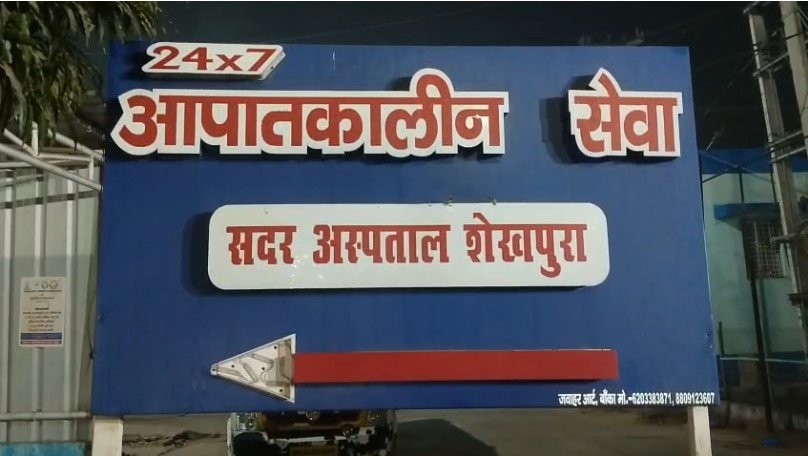 24x7
आपातकालीन सेवा
सदर अस्पताल शेखपुरा
जवाहर आर्ट, बाँका मो.-6203383871, 8809123607